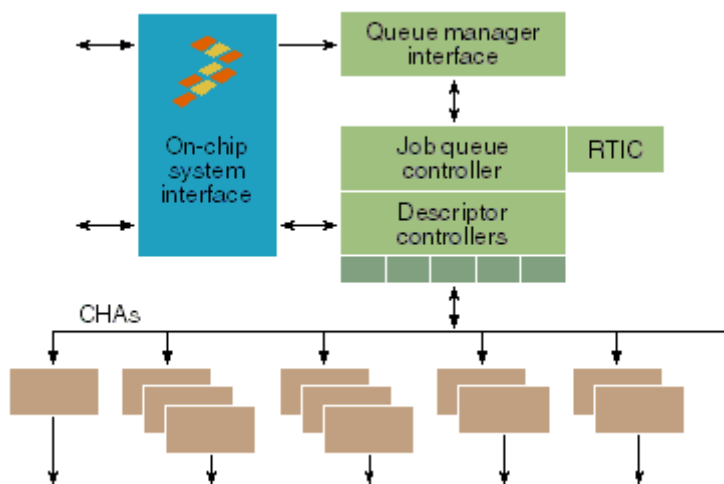 Queue manager
interface
On-chip
system
interface
Job queue
controller
RTIC
Descriptor
controllers
CHAs